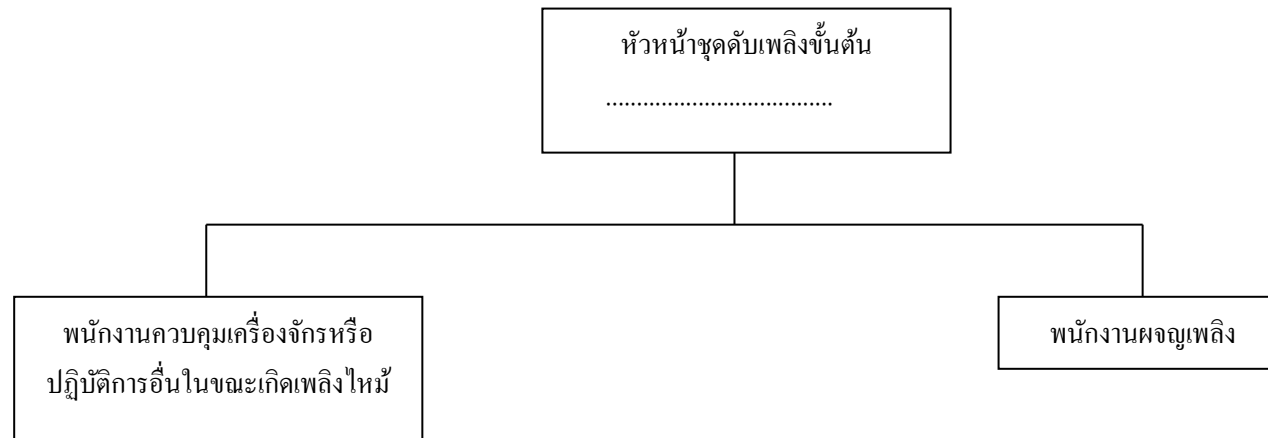 หัวหน้าชุดดับเพลิงขั้นต้น
.....................................
พนักงานควบคุมเครื่องจักรหรือ
ปฏิบัติการอื่นในขณะเกิดเพลิงไหม้
พนักงานผจญเพลิง